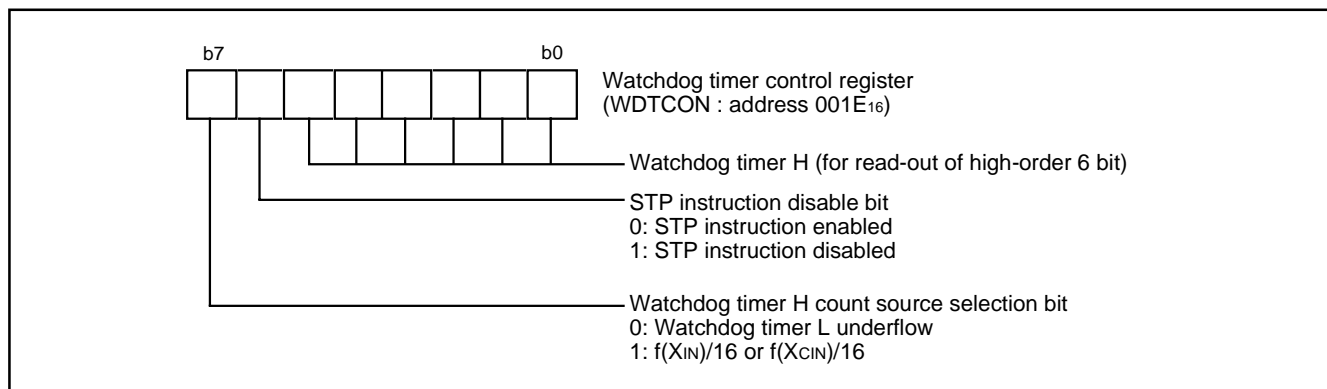 b7 b0
Watchdog timer control register
(WDTCON : address 001E16)
Watchdog timer H (for read-out of high-order 6 bit)
STP instruction disable bit
0: STP instruction enabled
1: STP instruction disabled
Watchdog timer H count source selection bit
0: Watchdog timer L underflow
1: f(XIN)/16 or f(XCIN)/16